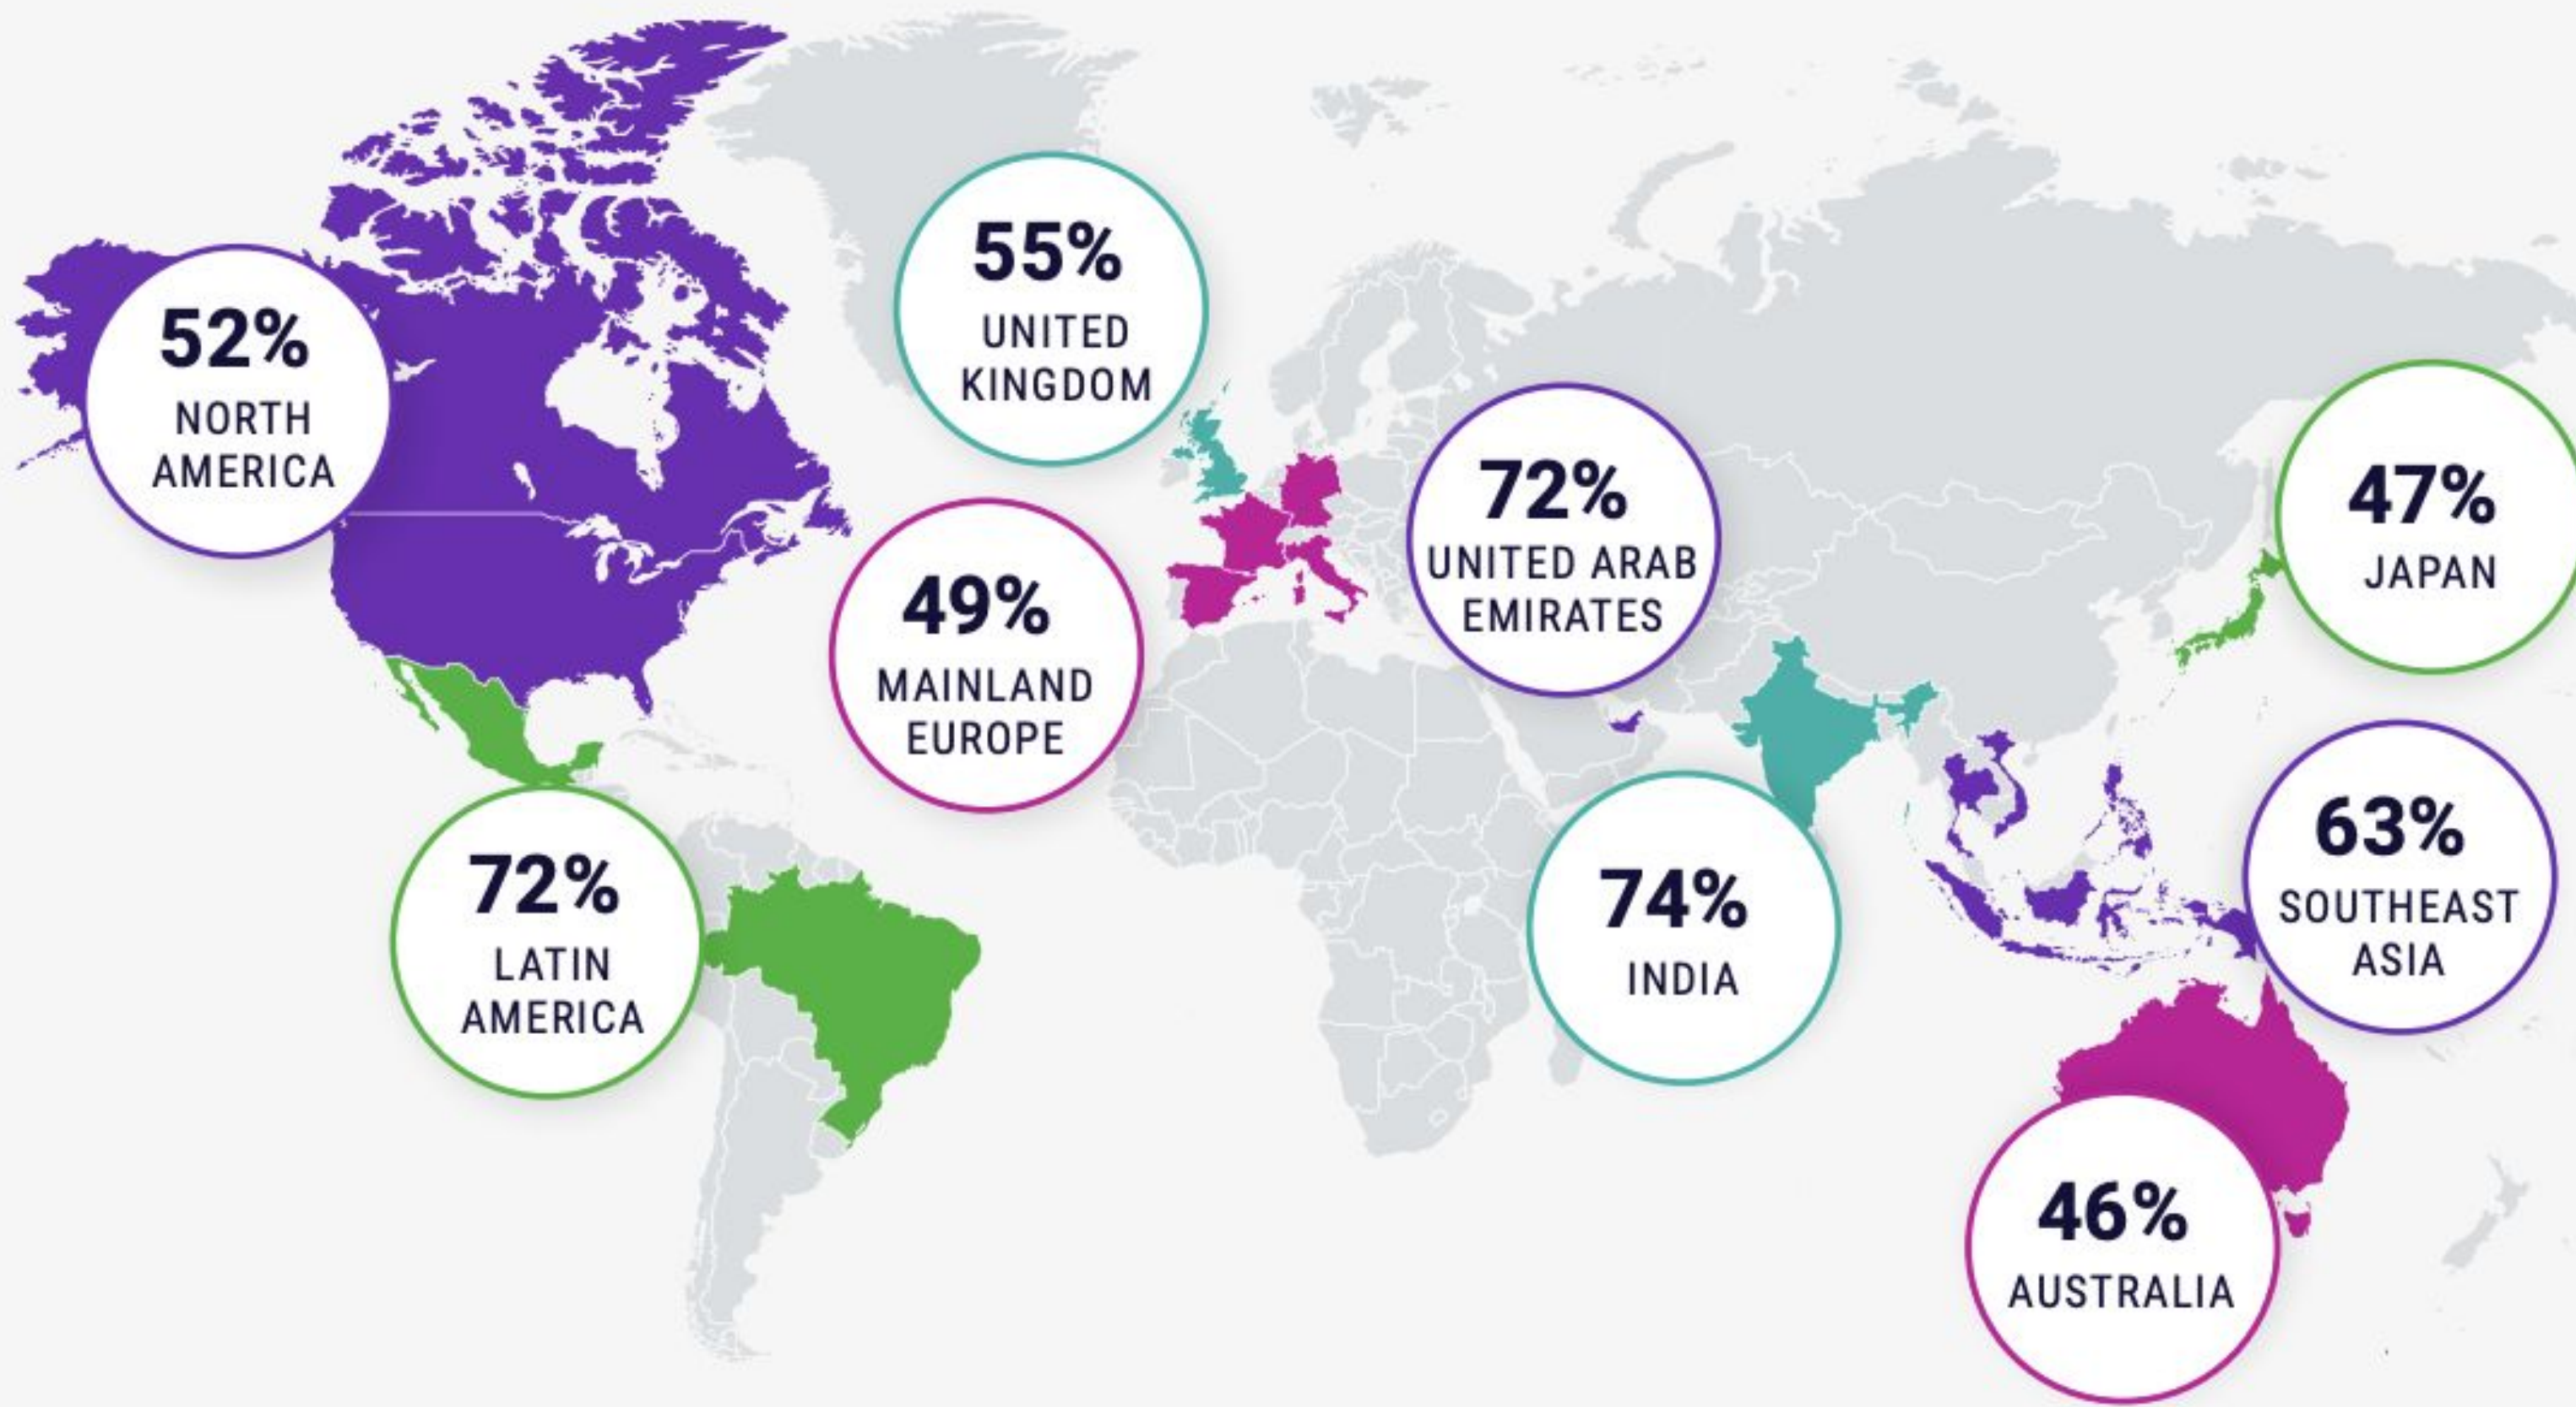 52%
NORTH
AMERICA
55%
UNITED
KINGDOM
49%
MAINLAND
EUROPE
72%
UNITED ARAB
EMIRATES
47%
JAPAN
72%
LATIN
AMERICA
74%
INDIA
63%
SOUTHEAST
ASIA
46%
AUSTRALIA